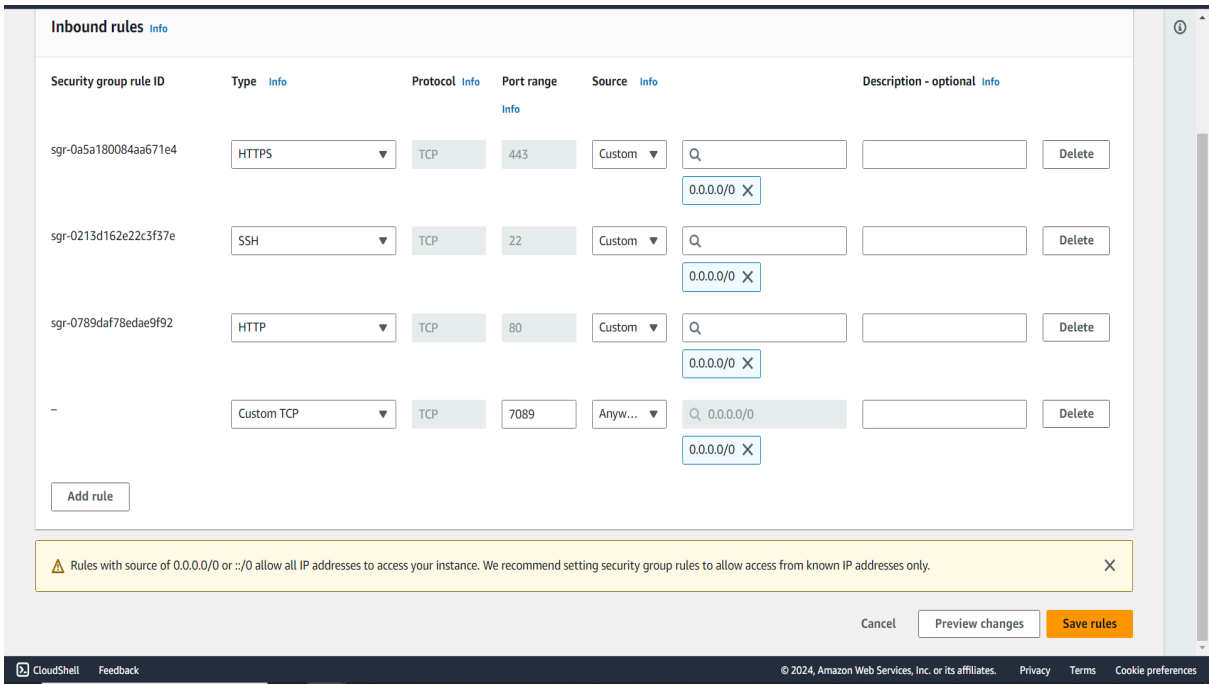 Inbound rules Info
Security group rule ID Type Info Protocol Info Port range Info Source Info Description - optional Info
sgr-0a5a180084aa671e4 HTTPS TCP 443 Custom Delete
0.0.0.0/0
sgr-0213d162e22c3f37e SSH TCP 22 Custom Delete
0.0.0.0/0
sgr-0789daf78edae9f92 HTTP TCP 80 Custom Delete
0.0.0.0/0
– Custom TCP TCP 7089 Anyw... 0.0.0.0/0 Delete
0.0.0.0/0
Add rule
Rules with source of 0.0.0.0/0 or ::/0 allow all IP addresses to access your instance. We recommend setting security group rules to allow access from known IP addresses only.
Cancel Preview changes Save rules
CloudShell Feedback © 2024, Amazon Web Services, Inc. or its affiliates. Privacy Terms Cookie preferences